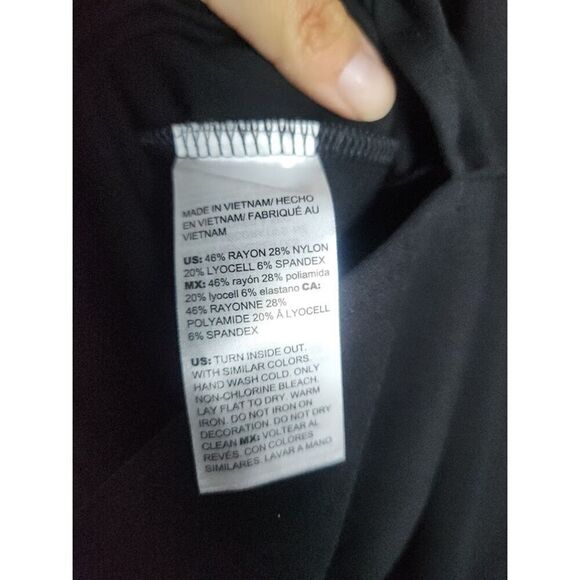 MADE IN VIETNAM/ HECHO
EN VIETNAM/ FABRIQUÉ AU
VIETNAM
US: 46% RAYON 28% NYLON
20% LYOCELL 6% SPANDEX
MX: 46% rayón 28% poliamida
20% lyocell 6% elastano CA:
46% RAYONNE 28%
POLYAMIDE 20% Â LYOCELL
6% SPANDEX
US: TURN INSIDE OUT.
WITH SIMILAR COLORS.
HAND WASH COLD. ONLY
NON-CHLORINE BLEACH.
LAY FLAT TO DRY. WARM
IRON. DO NOT IRON ON
DECORATION. DO NOT DRY
CLEAN MX: VOLTEAR AL
REVÉS. CON COLORES
SIMILARES. LAVAR A MANO